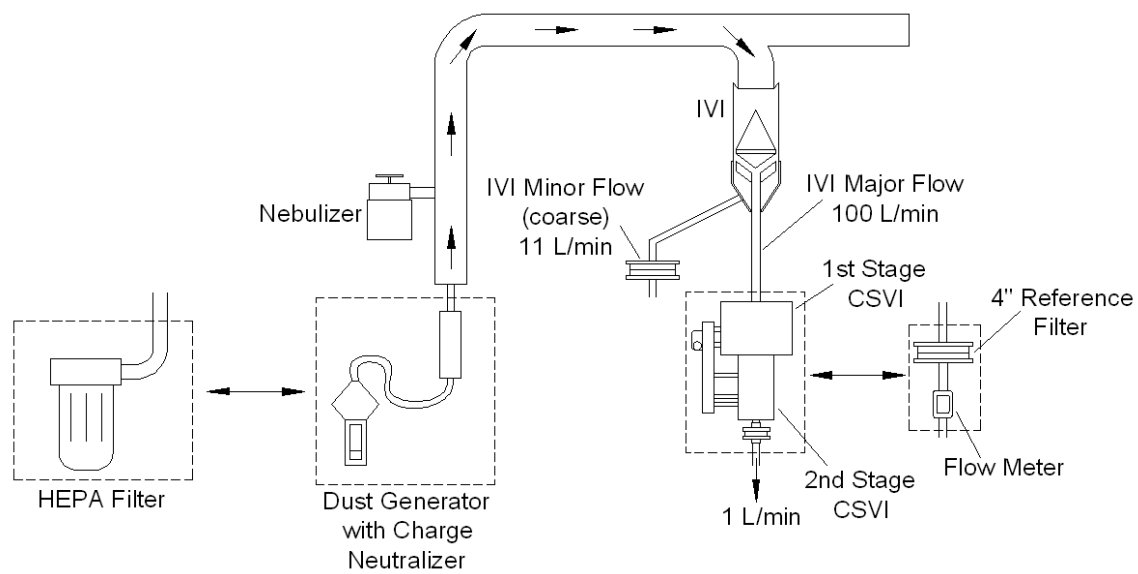 IVI
IVI Minor Flow
(coarse)
11 L/min
IVI Major Flow
100 L/min
Nebulizer
1st Stage
CSVI
4" Reference
Filter
HEPA Filter
Dust Generator
with Charge
Neutralizer
1 L/min
2nd Stage
CSVI
Flow Meter